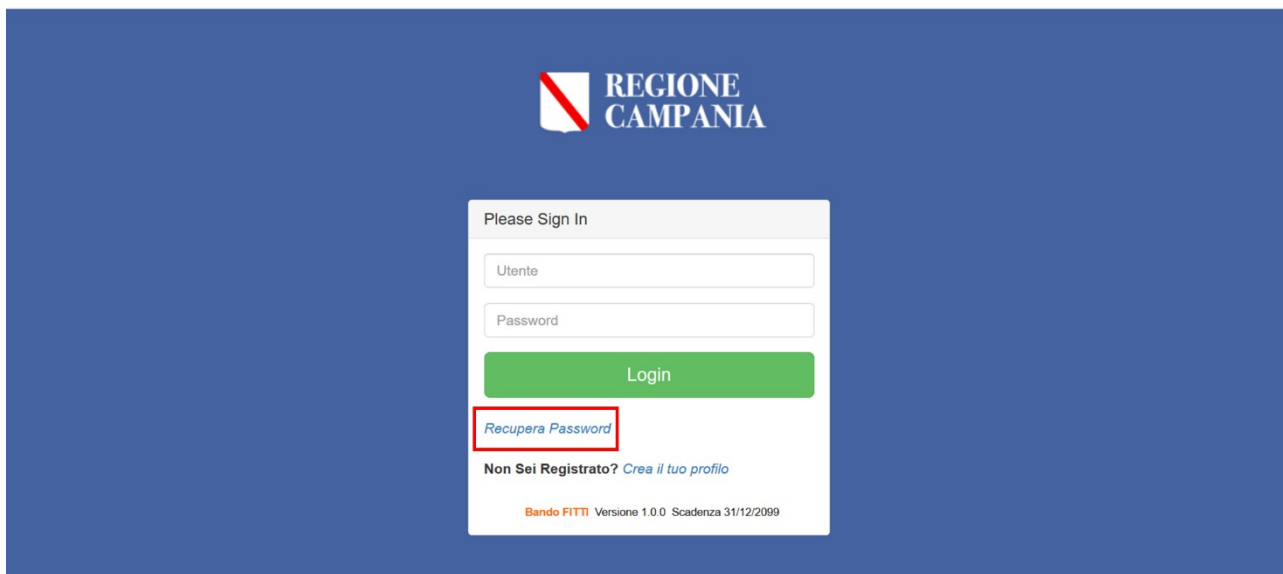 REGIONE
CAMPANIA
Please Sign In
Utente
Password
Login
Recupera Password
Non Sei Registrato? Crea il tuo profilo
Bando FITTI Versione 1.0.0 Scadenza 31/12/2099